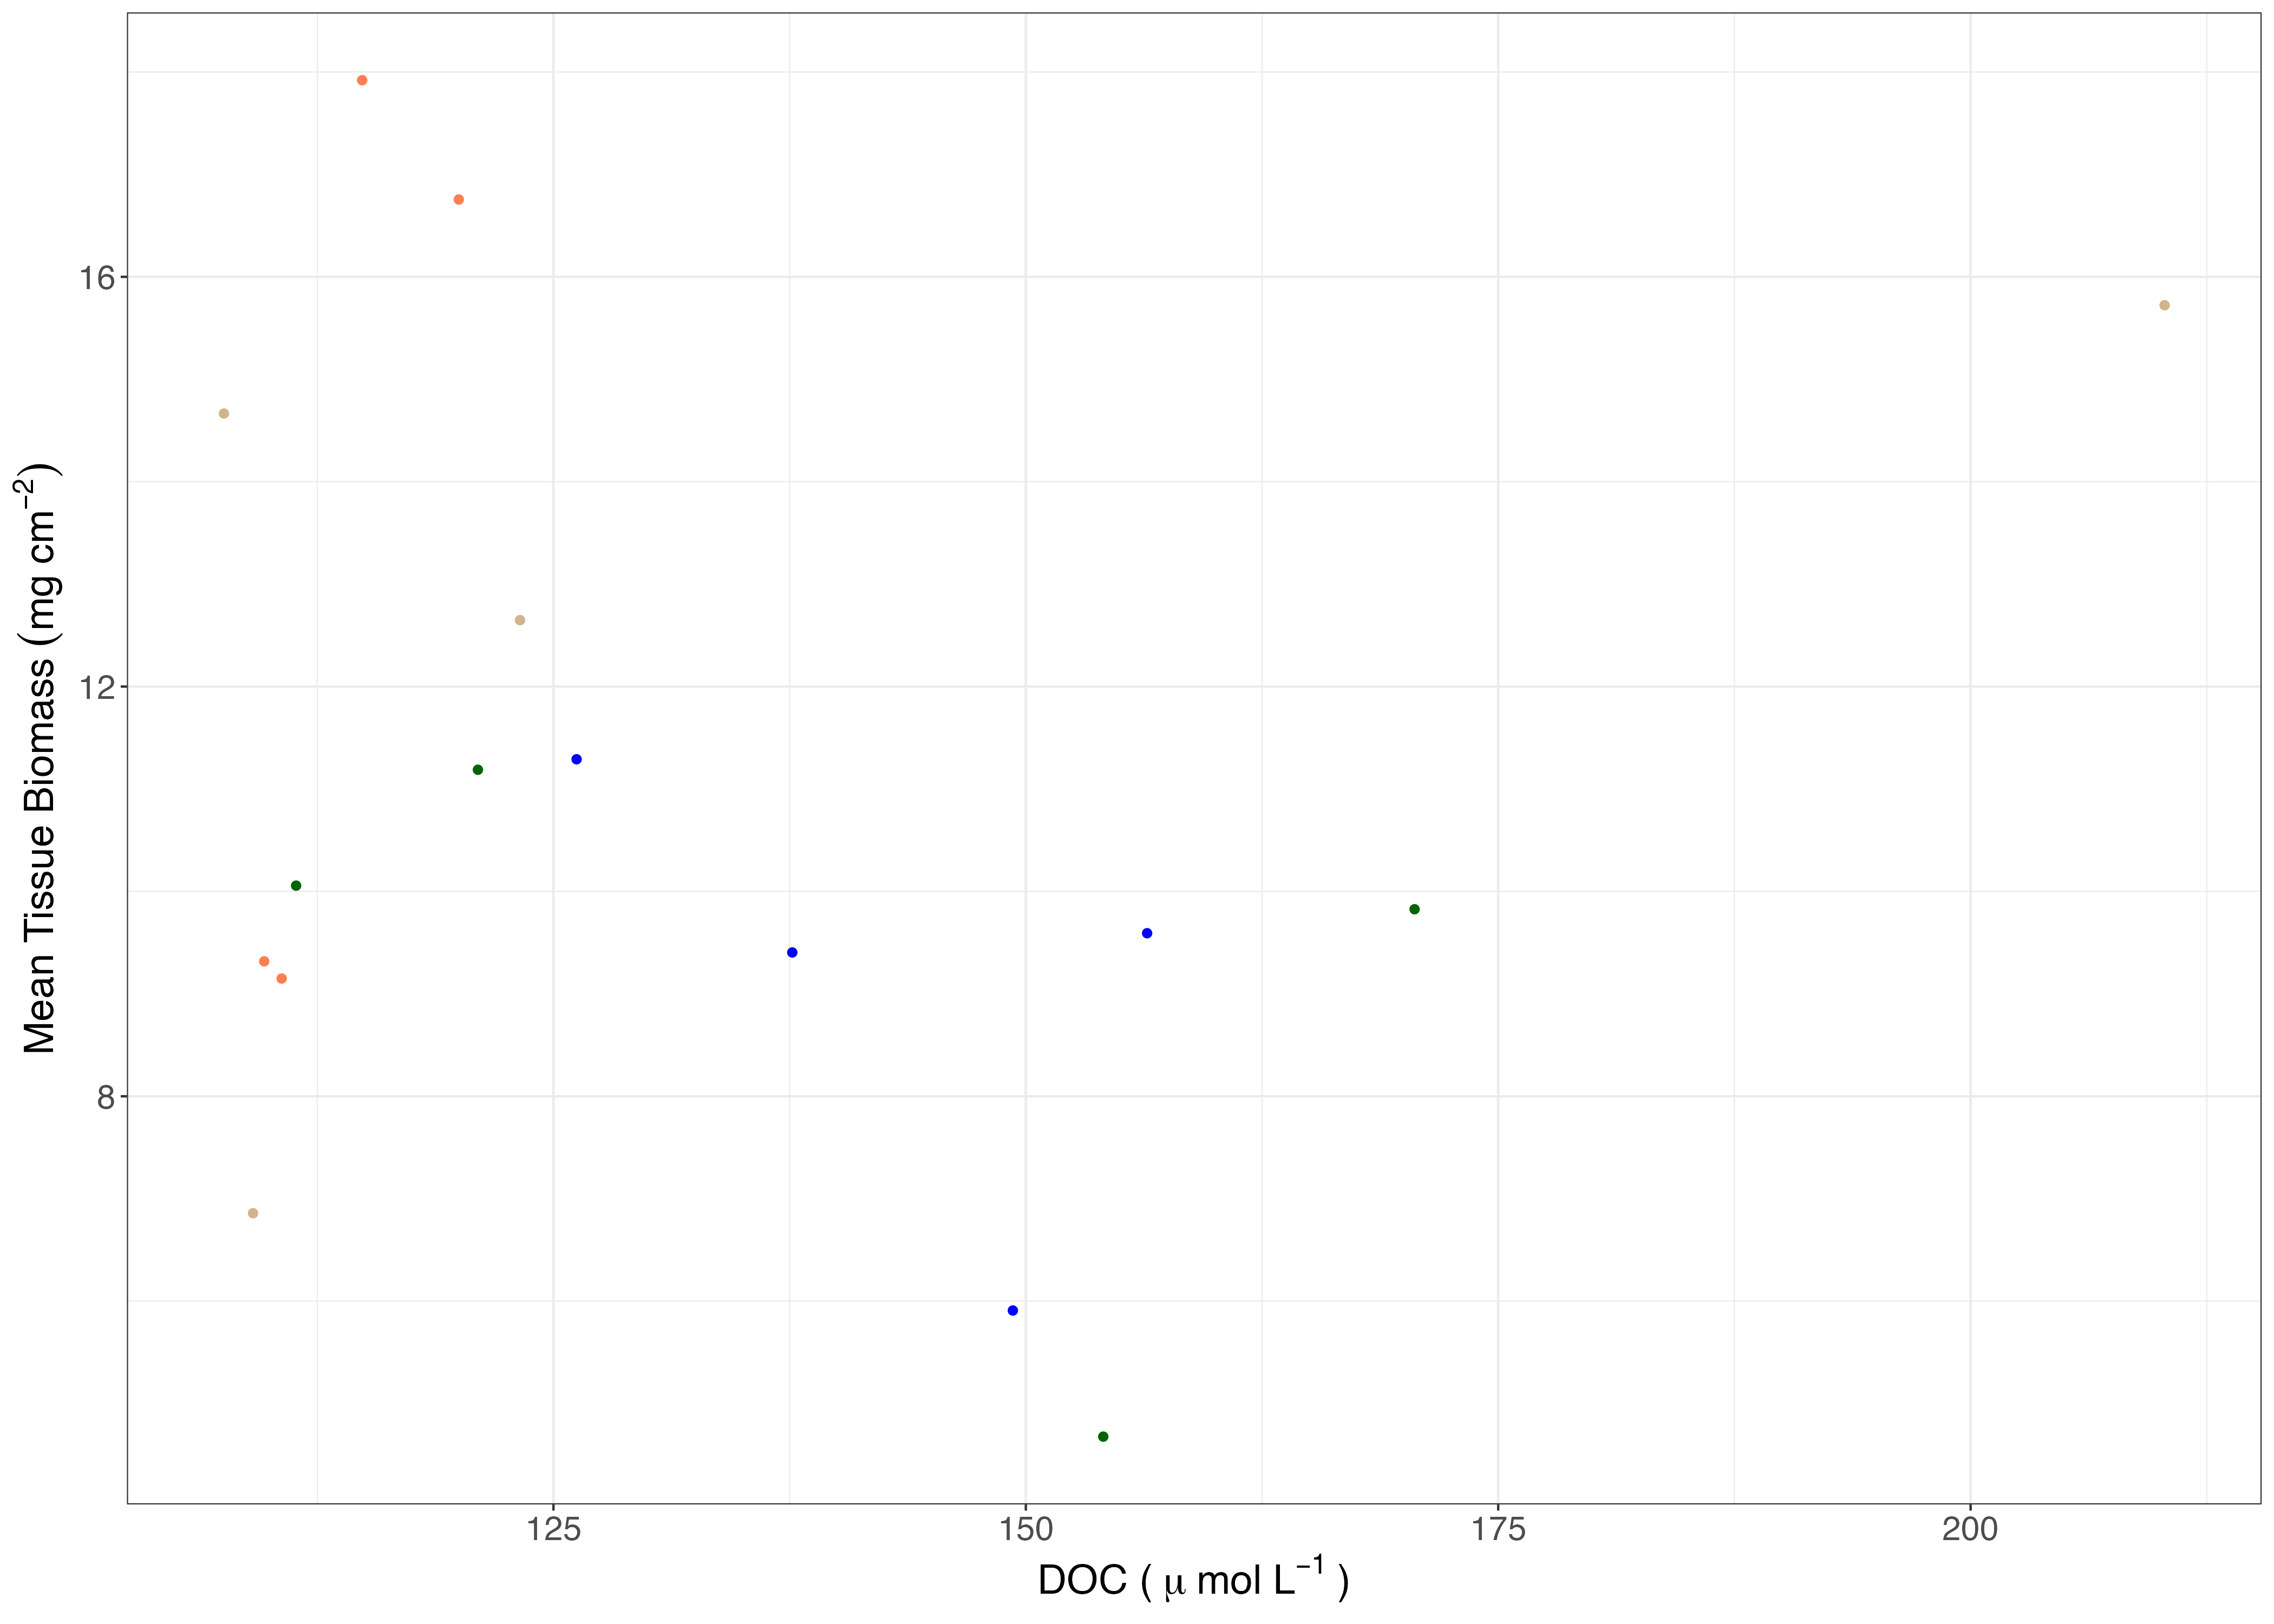 Mean Tissue Biomass (mg cm⁻²)
16
12
8
125 150 175 200
DOC ( μ mol L⁻¹ )